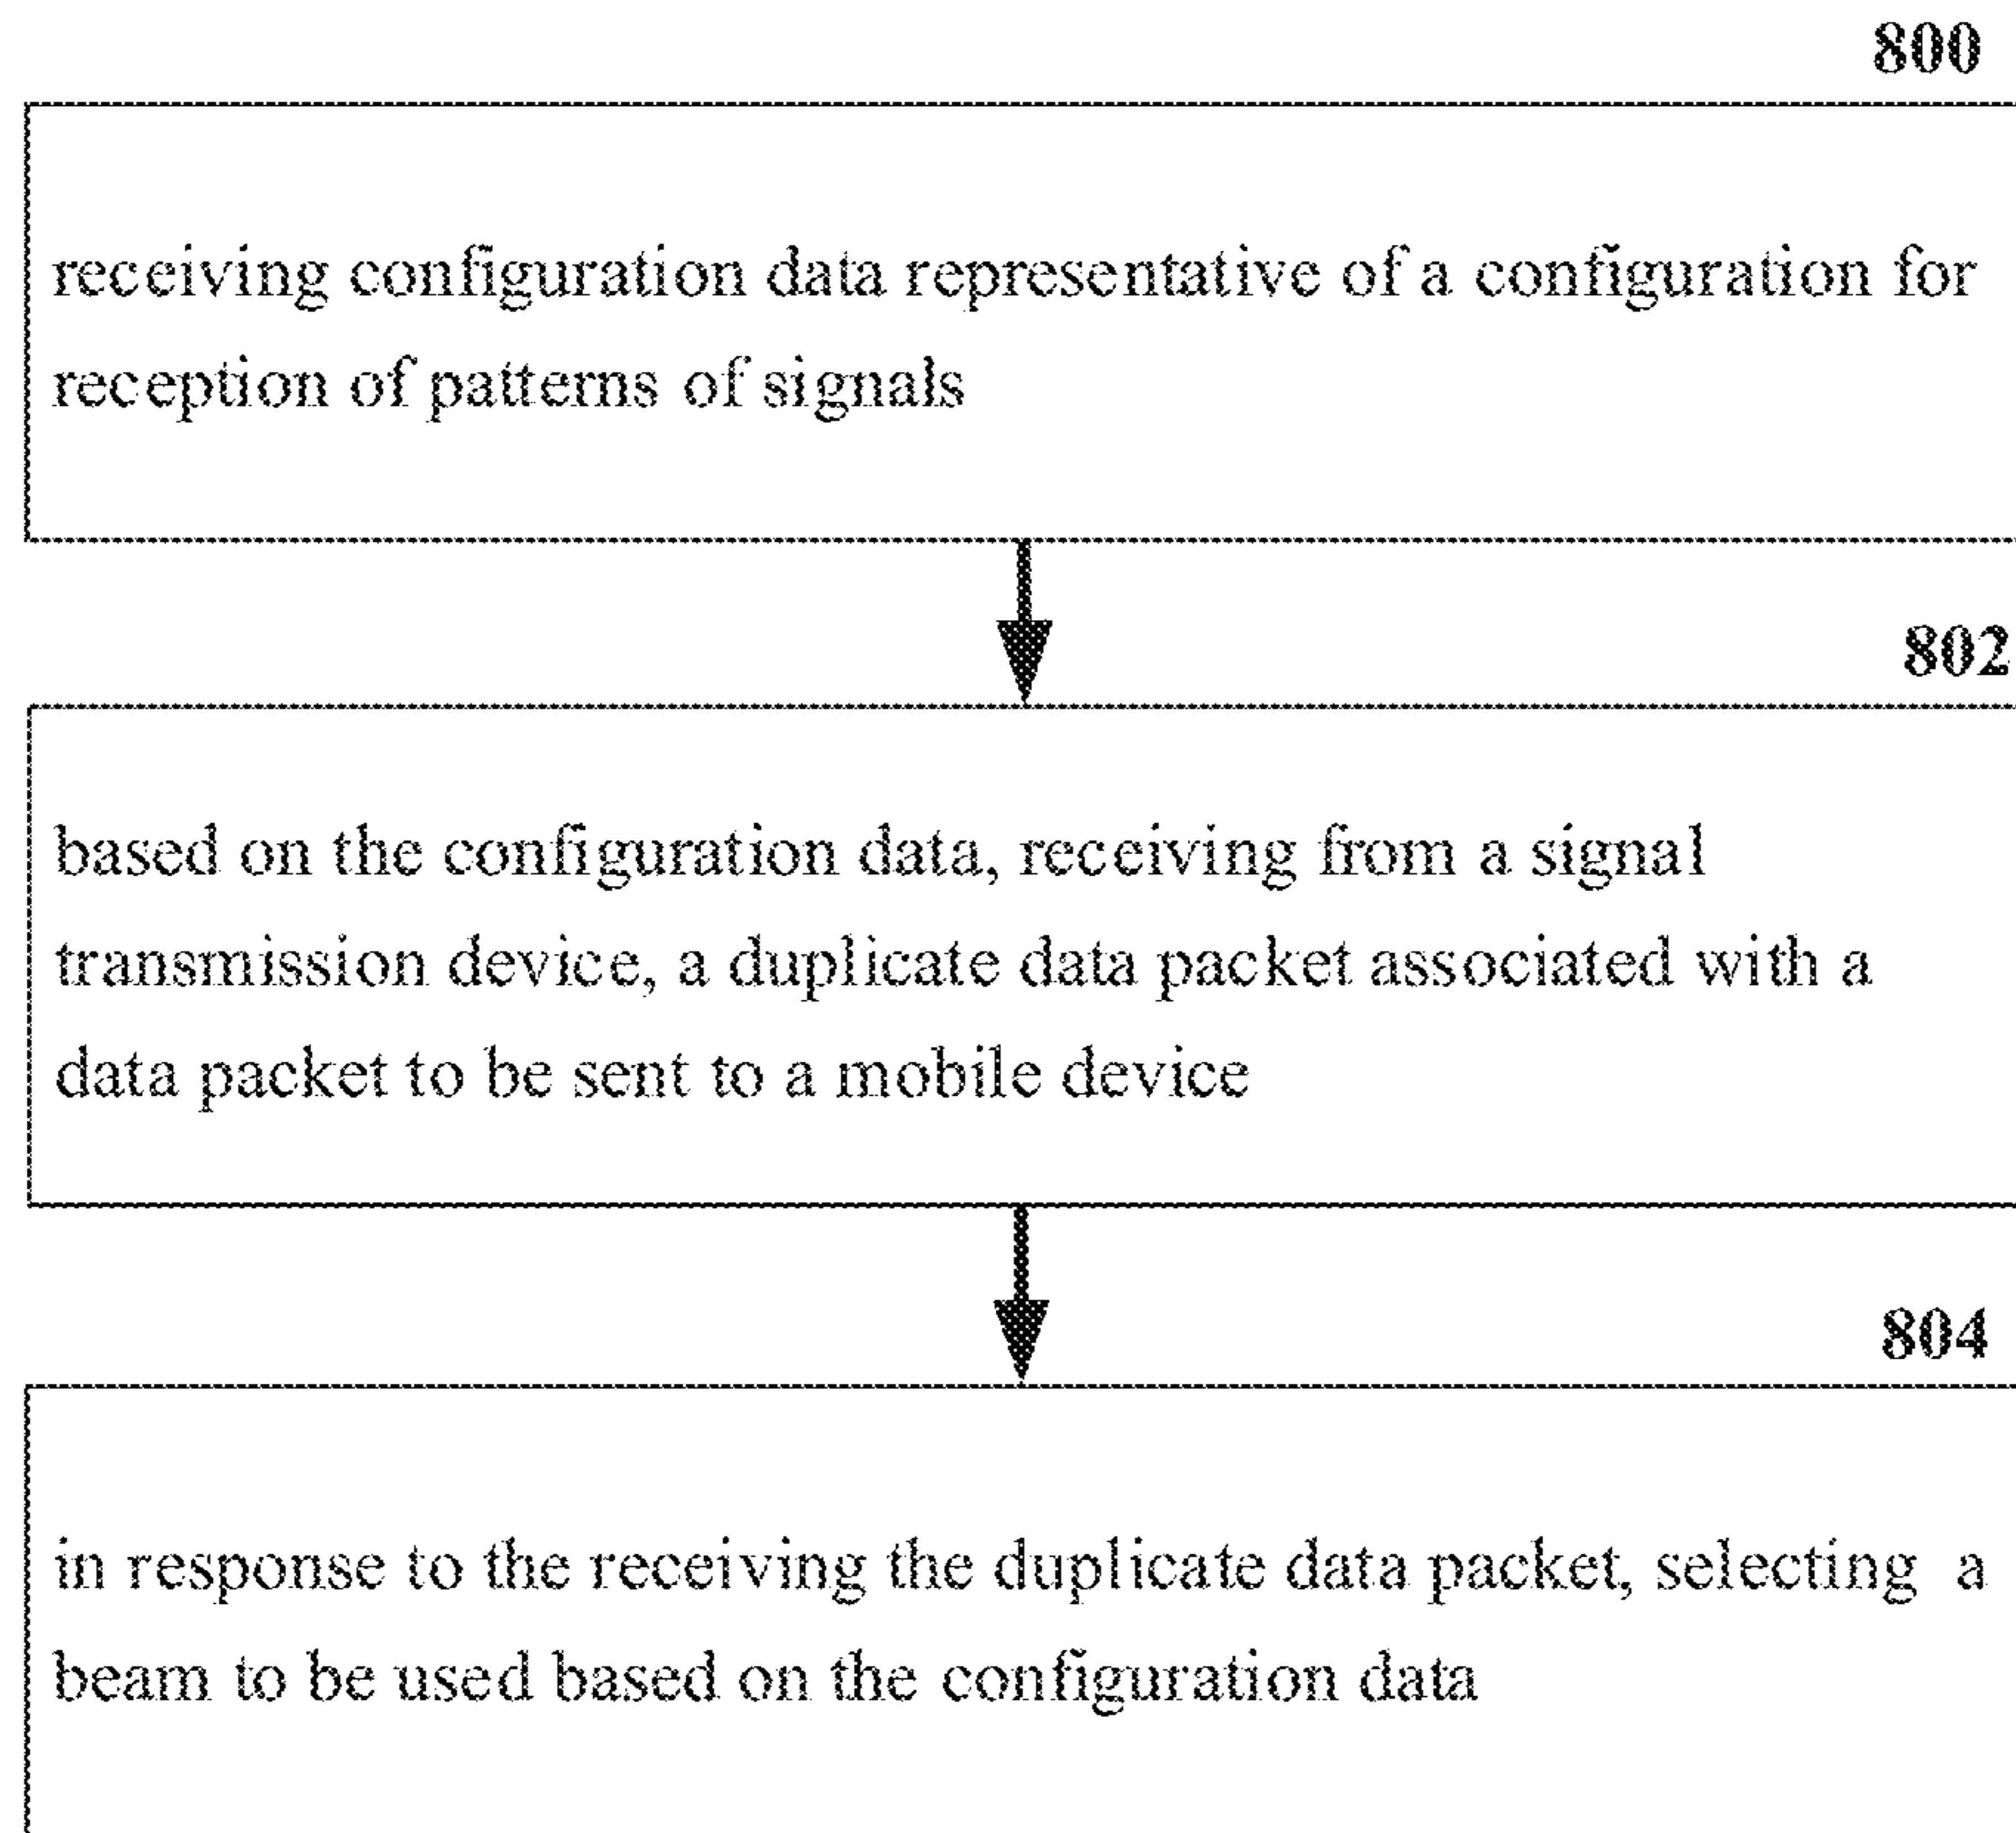 800
receiving configuration data representative of a configuration for
reception of patterns of signals
802
based on the configuration data, receiving from a signal
transmission device, a duplicate data packet associated with a
data packet to be sent to a mobile device
804
in response to the receiving the duplicate data packet, selecting a
beam to be used based on the configuration data